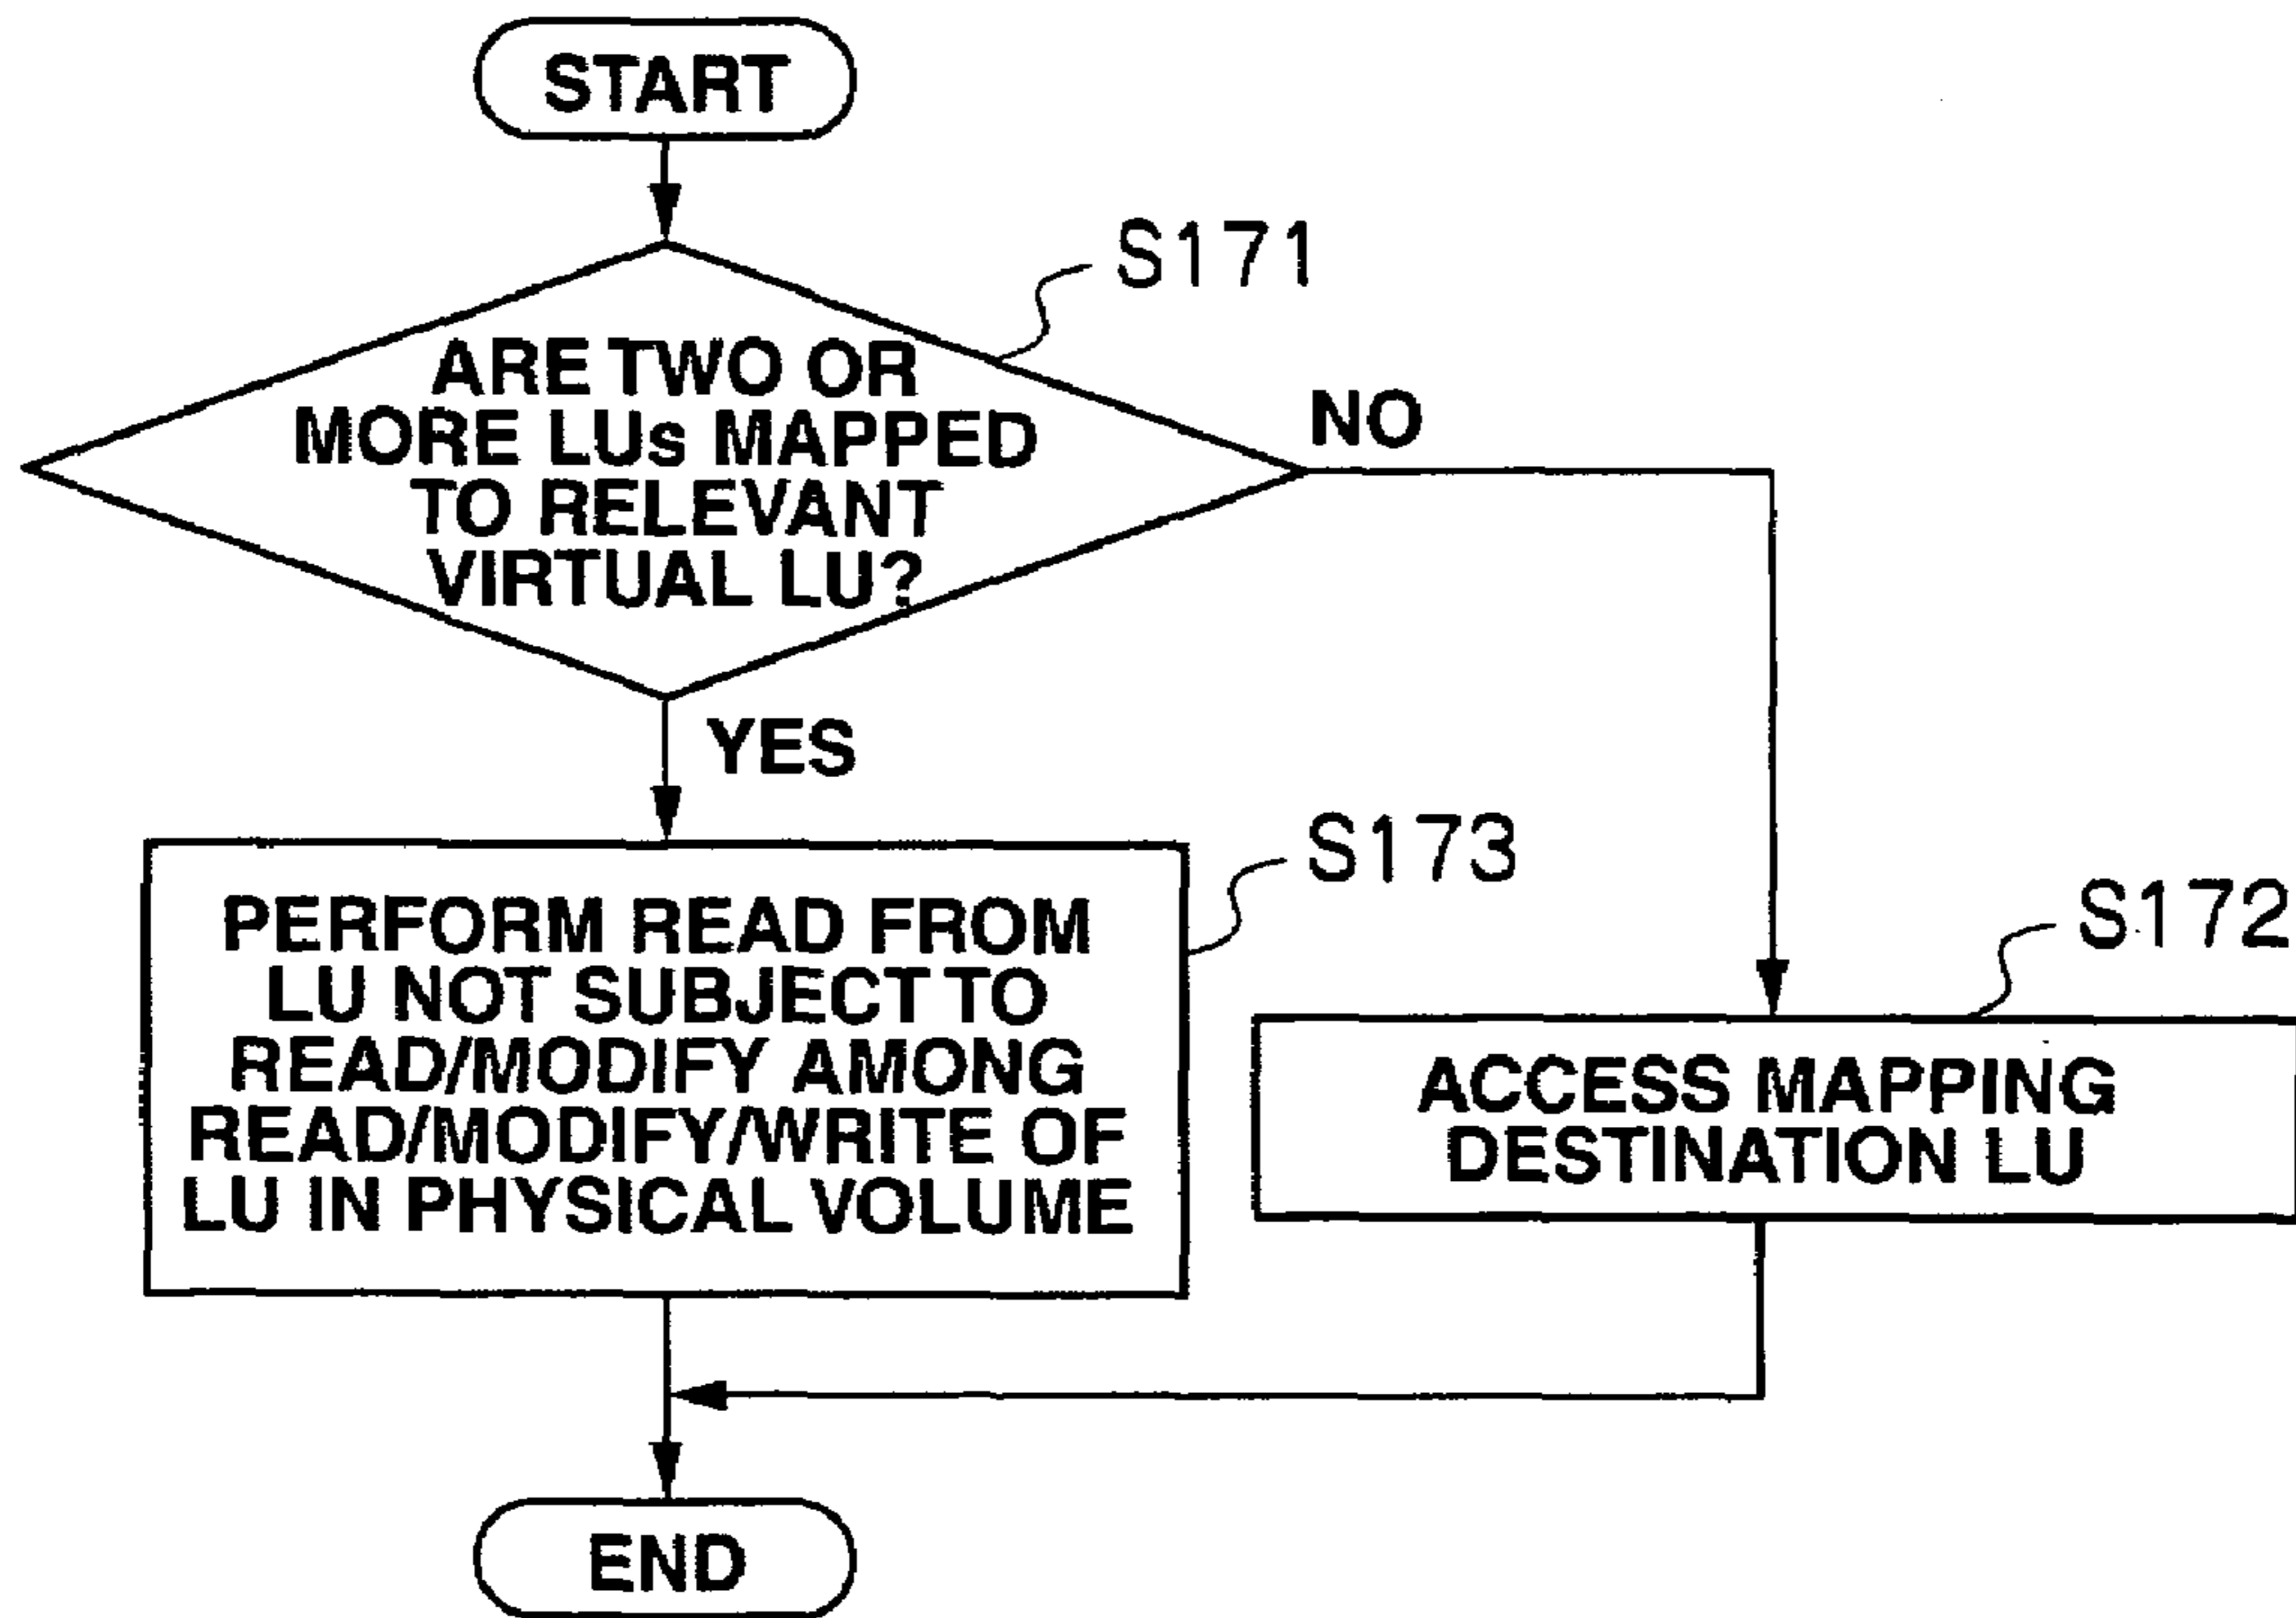 START
S171
ARE TWO OR
MORE LUs MAPPED
TO RELEVANT
VIRTUAL LU?
NO
YES
S173
PERFORM READ FROM
LU NOT SUBJECT TO
READ/MODIFY AMONG
READ/MODIFY/WRITE OF
LU IN PHYSICAL VOLUME
S172
ACCESS MAPPING
DESTINATION LU
END